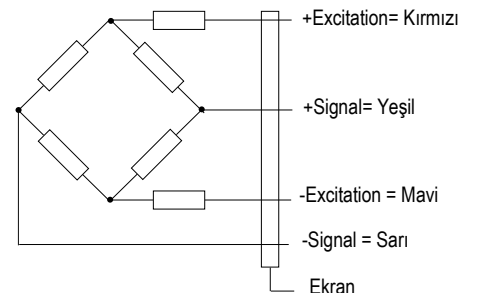 +Excitation= Kırmızı
+Signal= Yeşil
-Excitation = Mavi
-Signal = Sarı
Ekran